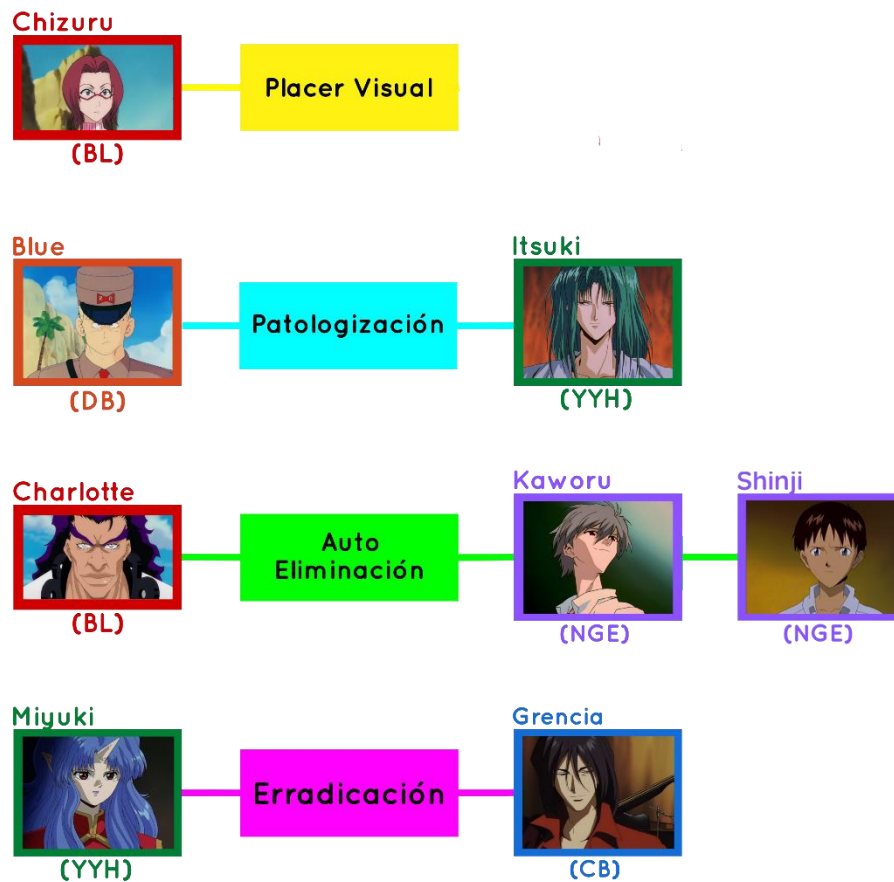 Chizuru
Placer Visual
(BL)
Blue
Itsuki
Patologización
(DB)
(YYH)
Charlotte
Kaworu
Shinji
Auto
Eliminación
(BL)
(NGE)
(NGE)
Miyuki
Grencia
Erradicación
(YYH)
(CB)